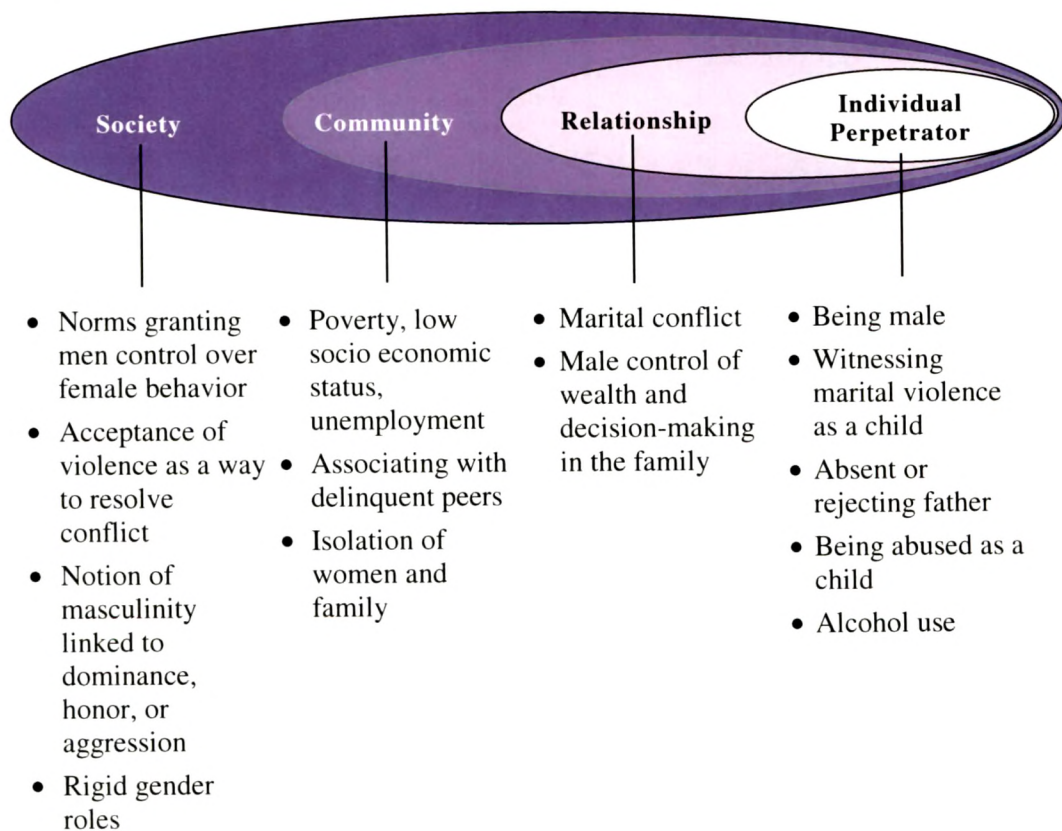 Society
Community
Relationship
Individual
Perpetrator
• Norms granting
men control over
female behavior
• Acceptance of
violence as a way
to resolve
conflict
• Notion of
masculinity
linked to
dominance,
honor, or
aggression
• Rigid gender
roles
• Poverty, low
socio economic
status,
unemployment
• Associating with
delinquent peers
• Isolation of
women and
family
• Marital conflict
• Male control of
wealth and
decision-making
in the family
• Being male
• Witnessing
marital violence
as a child
• Absent or
rejecting father
• Being abused as a
child
• Alcohol use